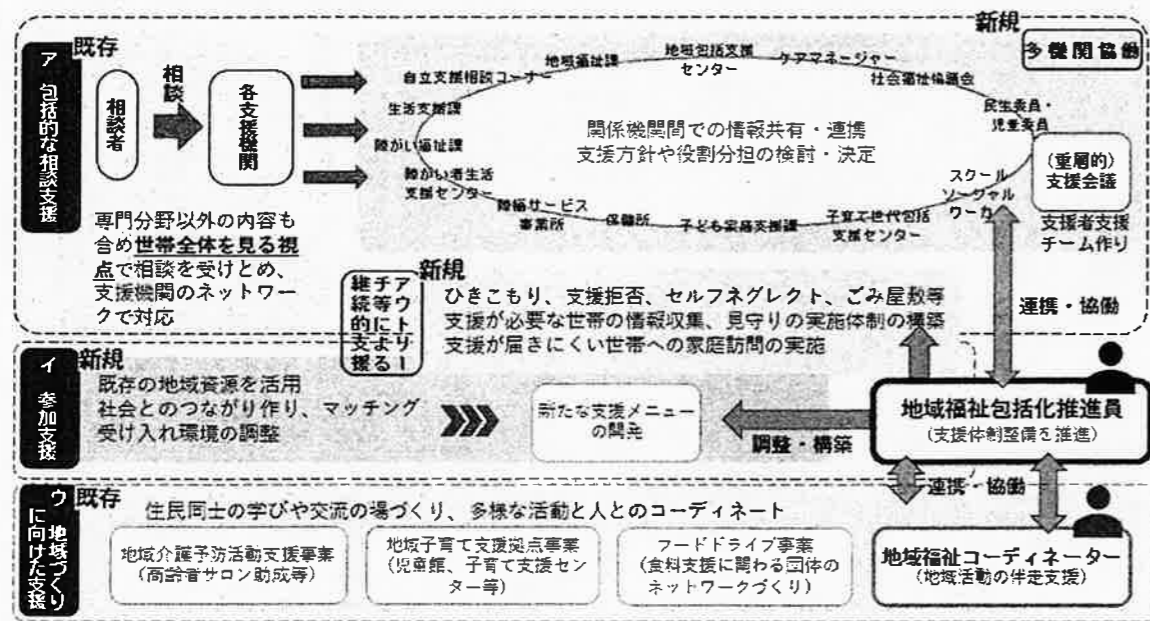 新規
多機関協働
ア 包括的な相談支援
既存
相談者
相談
各支援機関
自立支援相談コーナー
地域福祉課
地域包括支援
センター
ケアマネージャー
社会福祉協議会
民生委員・
児童委員
生活支援課
障がい福祉課
障がい者生活
支援センター
障福サービス
事業所
保健所
子ども家庭支援課
子育て世代包括
支援センター
スクール
ソーシャル
ワーカー
関係機関間での情報共有・連携
支援方針や役割分担の検討・決定
(重層的)
支援会議
支援者支援
チーム作り
専門分野以外の内容も
含め世帯全体を見る視
点で相談を受けとめ、
支援機関のネットワー
クで対応
新規
アウトリー
チ等による
継続的支援
ひきこもり、支援拒否、セルフネグレクト、ごみ屋敷等
支援が必要な世帯の情報収集、見守りの実施体制の構築
支援が届きにくい世帯への家庭訪問の実施
連携・協働
イ 参加支援
新規
既存の地域資源を活用
社会とのつながり作り、マッチング
受け入れ環境の調整
新たな支援メニュー
の開発
調整・構築
地域福祉包括化推進員
(支援体制整備を推進)
連携・協働
ウ 地域づくり
に向けた支援
既存
住民同士の学びや交流の場づくり、多様な活動と人とのコーディネート
地域介護予防活動支援事業
(高齢者サロン助成等)
地域子育て支援拠点事業
(児童館、子育て支援セン
ター等)
フードドライブ事業
(食料支援に関わる団体の
ネットワークづくり)
地域福祉コーディネーター
(地域活動の伴走支援)